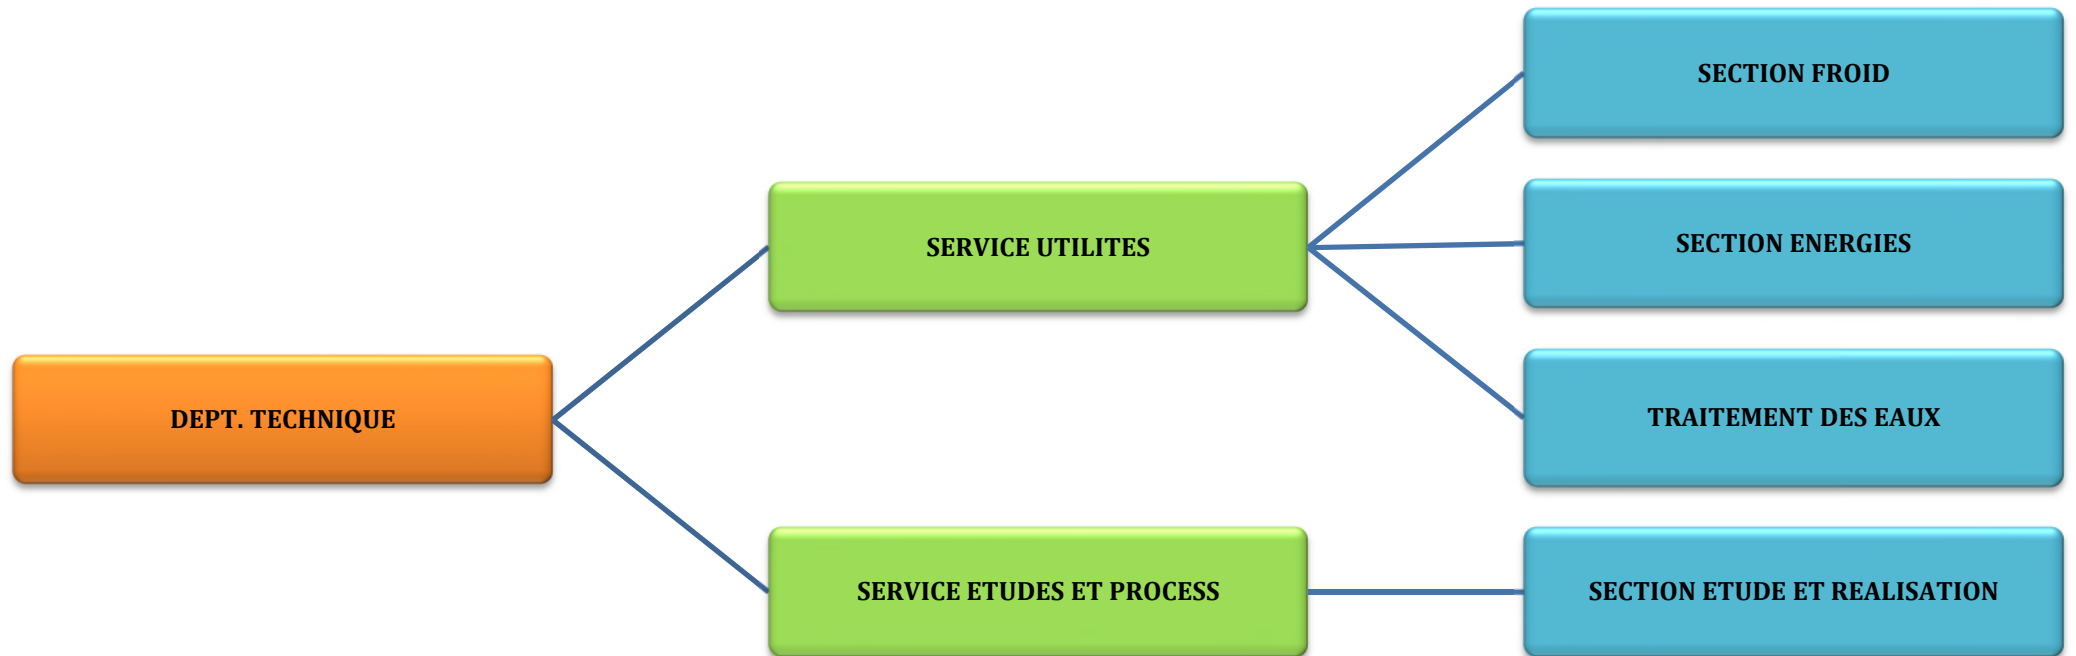 DEPT. TECHNIQUE
SERVICE UTILITES
SECTION FROID
SECTION ENERGIES
TRAITEMENT DES EAUX
SERVICE ETUDES ET PROCESS
SECTION ETUDE ET REALISATION